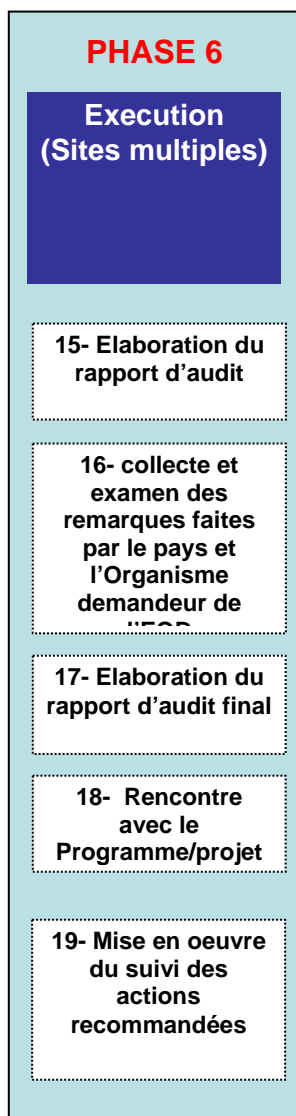 PHASE 6
Execution
(Sites multiples)
15- Elaboration du
rapport d’audit
16- collecte et
examen des
remarques faites
par le pays et
l’Organisme
demandeur de
17- Elaboration du
rapport d’audit final
18- Rencontre
avec le
Programme/projet
19- Mise en oeuvre
du suivi des
actions
recommandées